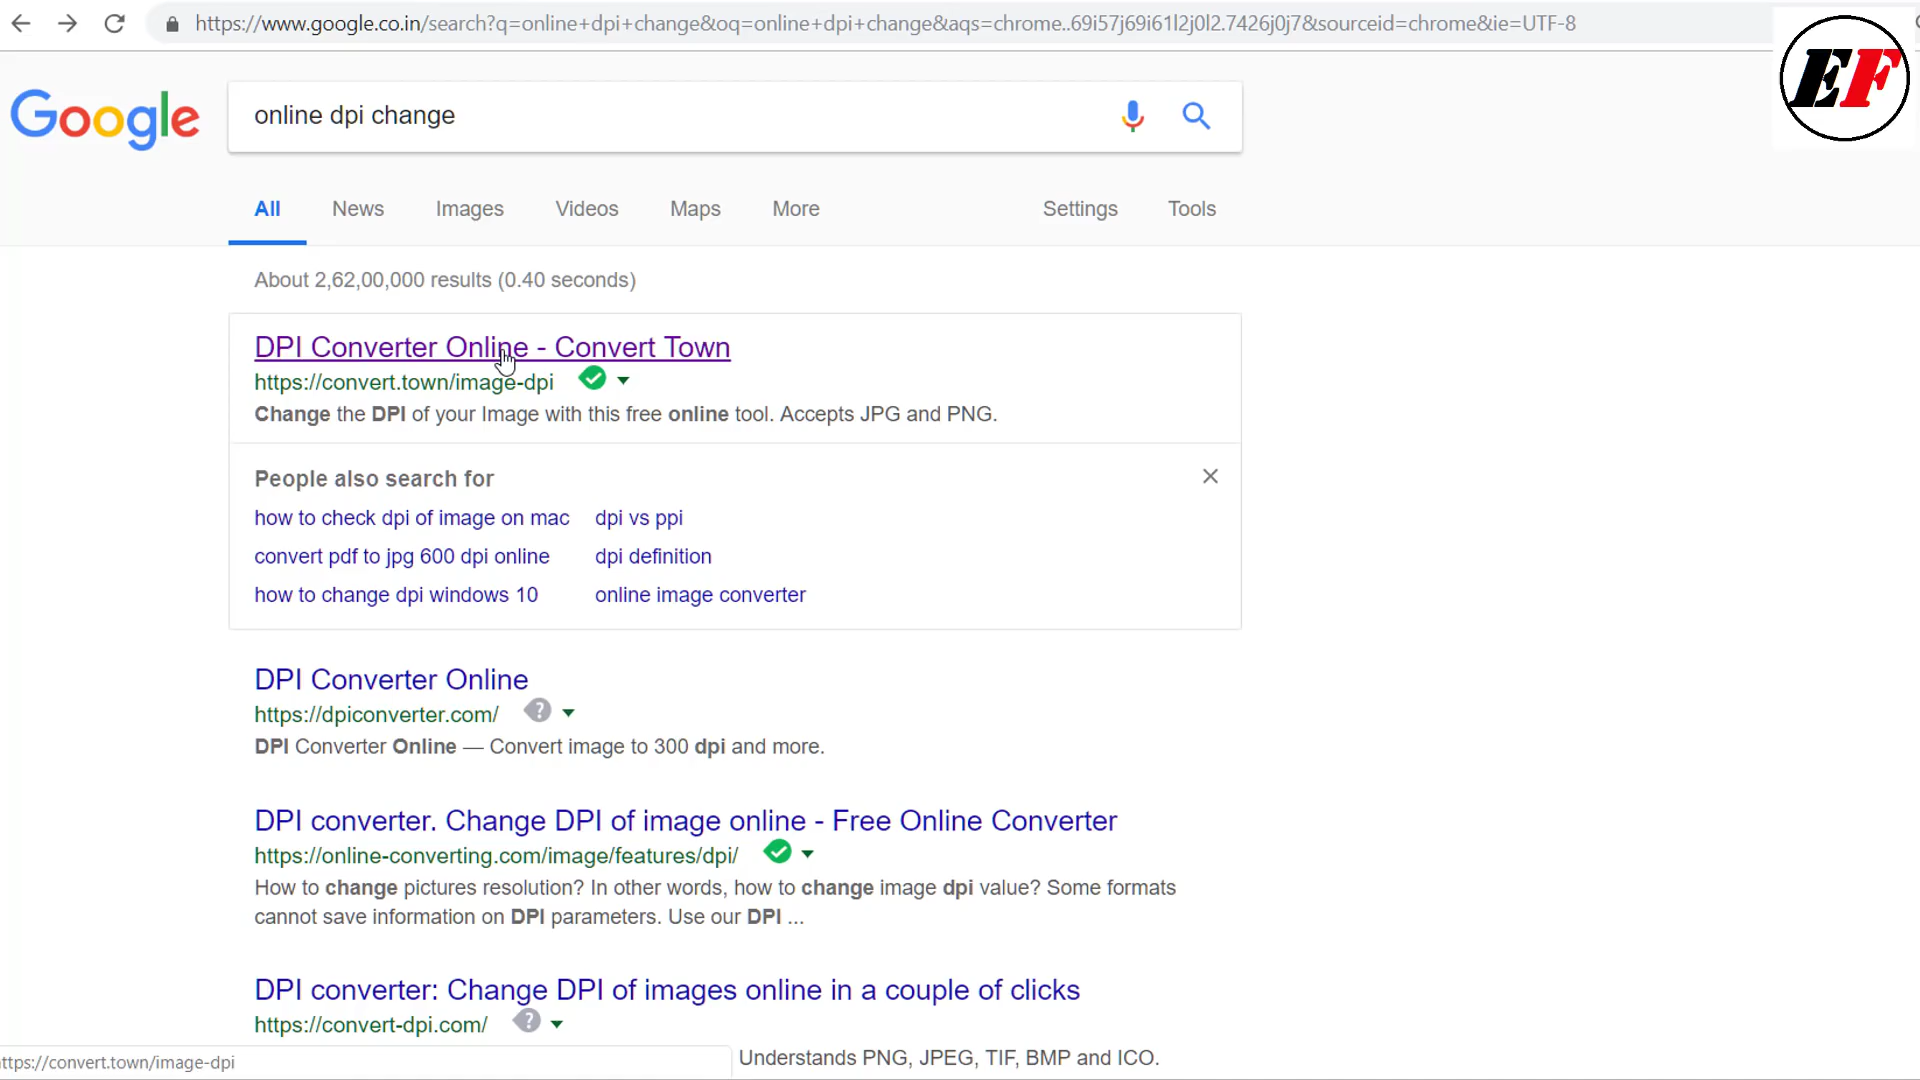 https://www.google.co.in/search?q=online+dpi+change&oq=online+dpi+change&aqs=chrome..69i57j69i61l2j0l2.7426j0j7&sourceid=chrome&ie=UTF-8
EF
Google
online dpi change
All News Images Videos Maps More Settings Tools
About 2,62,00,000 results (0.40 seconds)
DPI Converter Online - Convert Town
https://convert.town/image-dpi
Change the DPI of your Image with this free online tool. Accepts JPG and PNG.
People also search for
how to check dpi of image on mac dpi vs ppi
convert pdf to jpg 600 dpi online dpi definition
how to change dpi windows 10 online image converter
DPI Converter Online
https://dpiconverter.com/
DPI Converter Online — Convert image to 300 dpi and more.
DPI converter. Change DPI of image online - Free Online Converter
https://online-converting.com/image/features/dpi/
How to change pictures resolution? In other words, how to change image dpi value? Some formats
cannot save information on DPI parameters. Use our DPI ...
DPI converter: Change DPI of images online in a couple of clicks
https://convert-dpi.com/
Understands PNG, JPEG, TIF, BMP and ICO.
ttps://convert.town/image-dpi